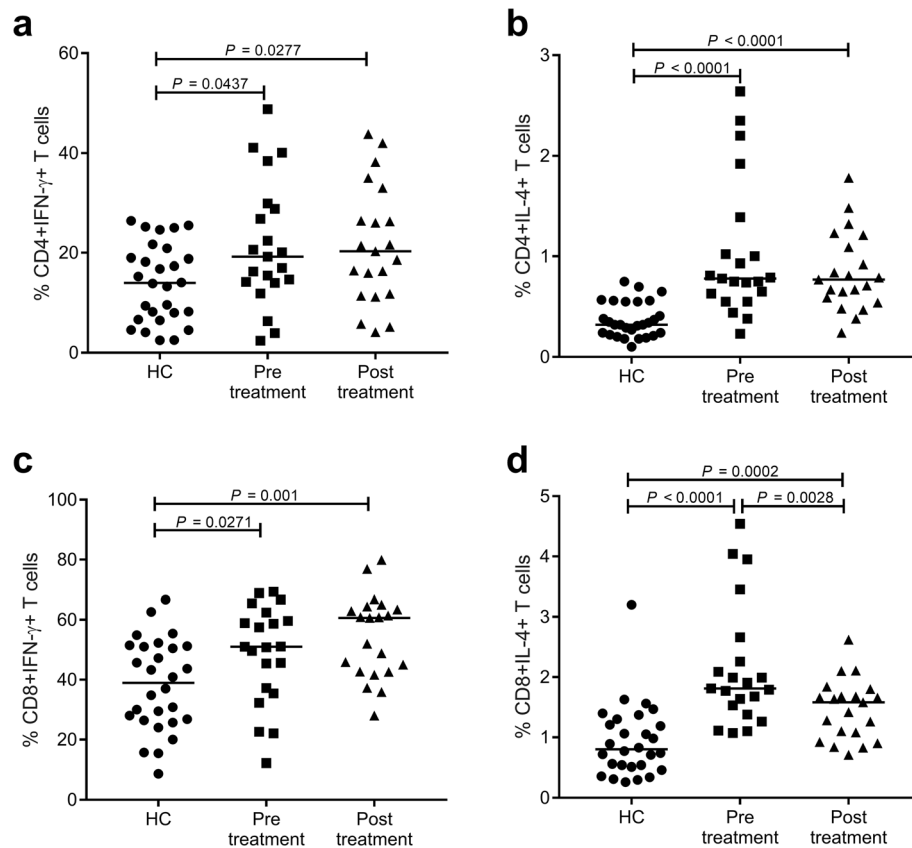 a
% CD4+IFN-γ+ T cells
60
40
20
0
P = 0.0277
P = 0.0437
HC
Pre treatment
Post treatment
b
% CD4+IL-4+ T cells
3
2
1
0
P < 0.0001
P < 0.0001
HC
Pre treatment
Post treatment
c
% CD8+IFN-γ+ T cells
100
80
60
40
20
0
P = 0.001
P = 0.0271
HC
Pre treatment
Post treatment
d
% CD8+IL-4+ T cells
5
4
3
2
1
0
P = 0.0002
P < 0.0001
P = 0.0028
HC
Pre treatment
Post treatment